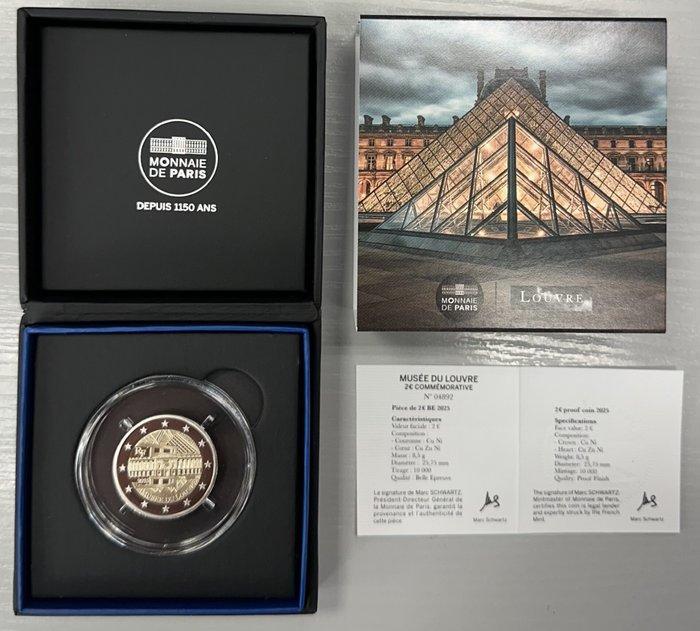 MONNAIE
DE PARIS
DEPUIS 1150 ANS
MONNAIE
DE PARIS
LOUVRE
RF
2025
MUSÉE DU LOUVRE
2€ COMMÉMORATIVE
N° 04892
Pièce de 2€ BE 2025
Caractéristiques
Valeur faciale : 2 €
Composition :
- Couronne : Cu Ni
- Cœur : Cu Zn Ni
Masse : 8,5 g
Diamètre : 25,75 mm
Tirage : 10 000
Qualité : Belle Epreuve
La signature de Marc SCHWARTZ,
Président-Directeur Général de
la Monnaie de Paris, garantit la
provenance et l'authenticité de
cette pièce.
Marc Schwartz
2€ proof coin 2025
Specifications
Face value: 2 €
Composition:
- Crown : Cu Ni
- Heart : Cu Zn Ni
Weight: 8,5 g
Diameter: 25,75 mm
Mintage: 10 000
Quality: Proof Finish
The signature of Marc SCHWARTZ,
Mintmaster of Monnaie de Paris,
certifies this coin is legal tender
and expertly struck by the French
Mint.
Marc Schwartz